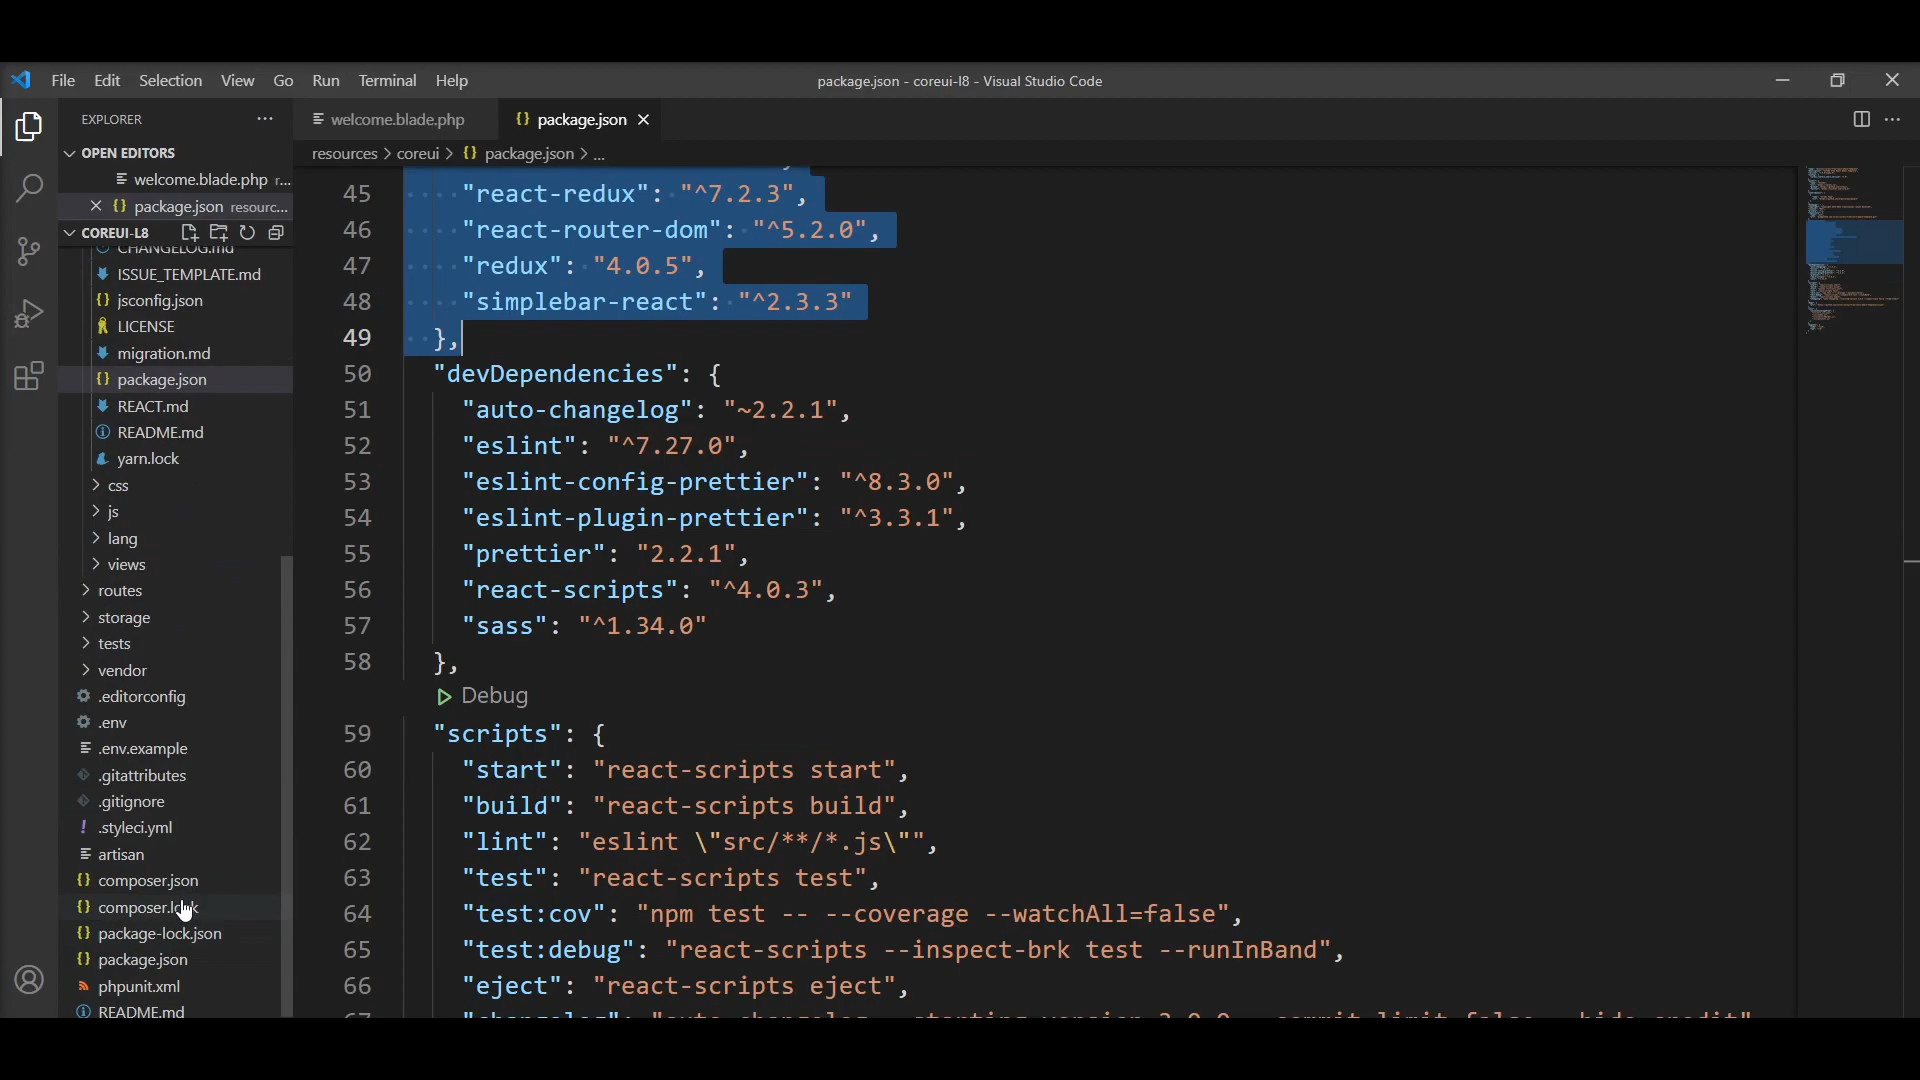 File Edit Selection View Go Run Terminal Help
package.json - coreui-l8 - Visual Studio Code
EXPLORER
OPEN EDITORS
welcome.blade.php r...
package.json resourc...
COREUI-L8
CHANGELOG.md
ISSUE_TEMPLATE.md
jsconfig.json
LICENSE
migration.md
package.json
REACT.md
README.md
yarn.lock
css
js
lang
views
routes
storage
tests
vendor
.editorconfig
.env
.env.example
.gitattributes
.gitignore
.styleci.yml
artisan
composer.json
composer.lock
package-lock.json
package.json
phpunit.xml
README.md
welcome.blade.php
package.json
resources > coreui > {} package.json > ...
45 "react-redux": "^7.2.3",
46 "react-router-dom": "^5.2.0",
47 "redux": "4.0.5",
48 "simplebar-react": "^2.3.3"
49 },
50 "devDependencies": {
51 "auto-changelog": "~2.2.1",
52 "eslint": "^7.27.0",
53 "eslint-config-prettier": "^8.3.0",
54 "eslint-plugin-prettier": "^3.3.1",
55 "prettier": "2.2.1",
56 "react-scripts": "^4.0.3",
57 "sass": "^1.34.0"
58 },
Debug
59 "scripts": {
60 "start": "react-scripts start",
61 "build": "react-scripts build",
62 "lint": "eslint \"src/**/*.js\"",
63 "test": "react-scripts test",
64 "test:cov": "npm test -- --coverage --watchAll=false",
65 "test:debug": "react-scripts --inspect-brk test --runInBand",
66 "eject": "react-scripts eject",